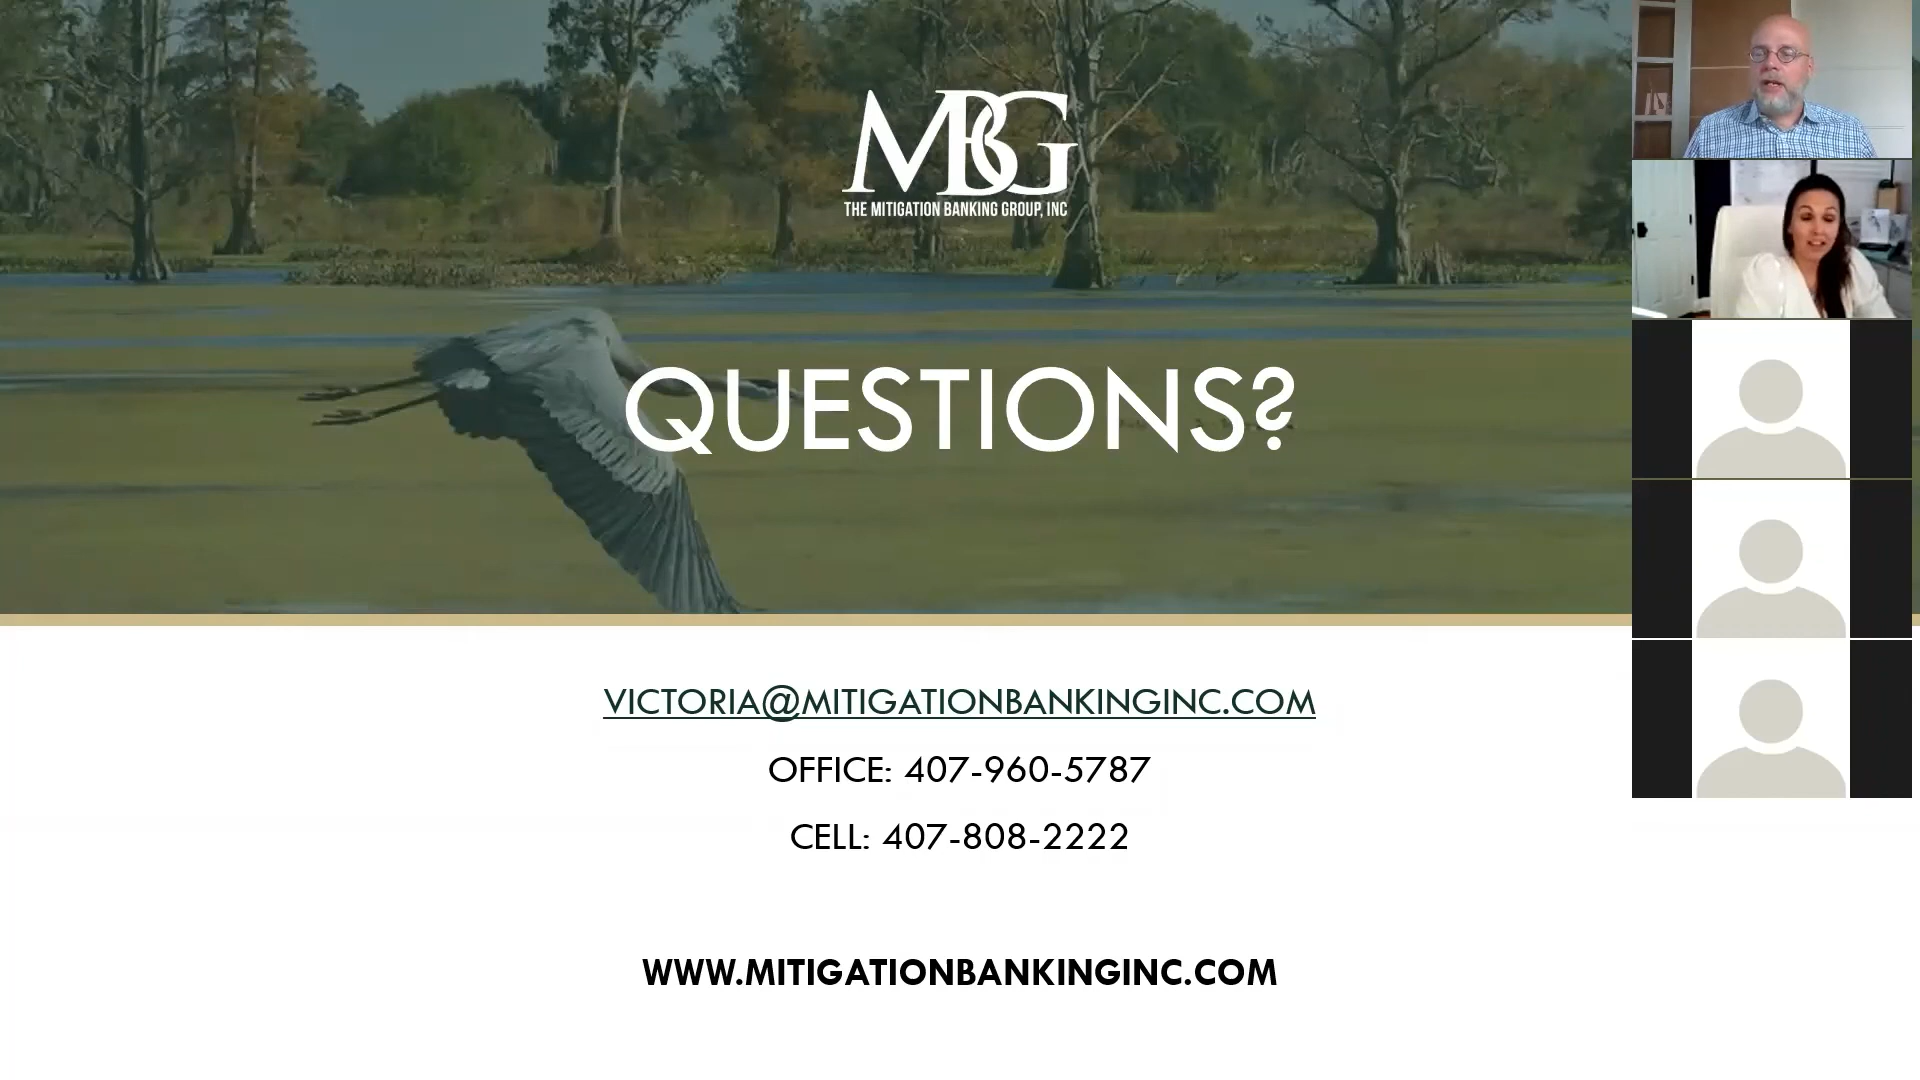 MBG
THE MITIGATION BANKING GROUP, INC
QUESTIONS?
VICTORIA@MITIGATIONBANKINGINC.COM
OFFICE: 407-960-5787
CELL: 407-808-2222
WWW.MITIGATIONBANKINGINC.COM